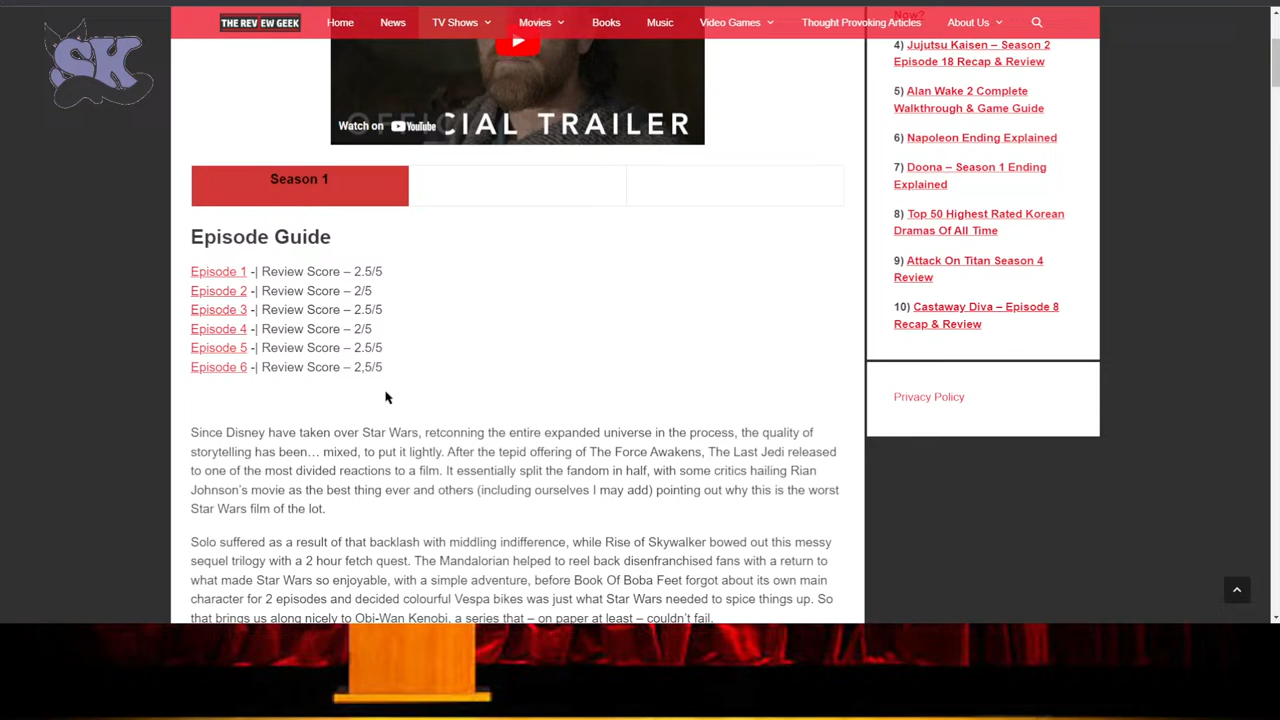 SK
THE REVIEW GEEK
Home
News
TV Shows
Movies
Books
Music
Video Games
Thought Provoking Articles
About Us
Watch on YouTube
OFFICIAL TRAILER
Season 1
Episode Guide
Episode 1 -| Review Score – 2.5/5
Episode 2 -| Review Score – 2/5
Episode 3 -| Review Score – 2.5/5
Episode 4 -| Review Score – 2/5
Episode 5 -| Review Score – 2.5/5
Episode 6 -| Review Score – 2,5/5
Since Disney have taken over Star Wars, retconning the entire expanded universe in the process, the quality of
storytelling has been… mixed, to put it lightly. After the tepid offering of The Force Awakens, The Last Jedi released
to one of the most divided reactions to a film. It essentially split the fandom in half, with some critics hailing Rian
Johnson's movie as the best thing ever and others (including ourselves I may add) pointing out why this is the worst
Star Wars film of the lot.
Solo suffered as a result of that backlash with middling indifference, while Rise of Skywalker bowed out this messy
sequel trilogy with a 2 hour fetch quest. The Mandalorian helped to reel back disenfranchised fans with a return to
what made Star Wars so enjoyable, with a simple adventure, before Book Of Boba Feet forgot about its own main
character for 2 episodes and decided colourful Vespa bikes was just what Star Wars needed to spice things up. So
that brings us along nicely to Obi-Wan Kenobi, a series that – on paper at least – couldn't fail.
Now?
4) Jujutsu Kaisen – Season 2
Episode 18 Recap & Review
5) Alan Wake 2 Complete
Walkthrough & Game Guide
6) Napoleon Ending Explained
7) Doona – Season 1 Ending
Explained
8) Top 50 Highest Rated Korean
Dramas Of All Time
9) Attack On Titan Season 4
Review
10) Castaway Diva – Episode 8
Recap & Review
Privacy Policy